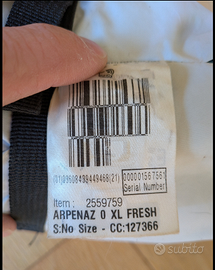 (01)03608439449468(21)
000001567561
Serial Number
Item : 2559759
ARPENAZ 0 XL FRESH
S:No Size - CC:127366
subito